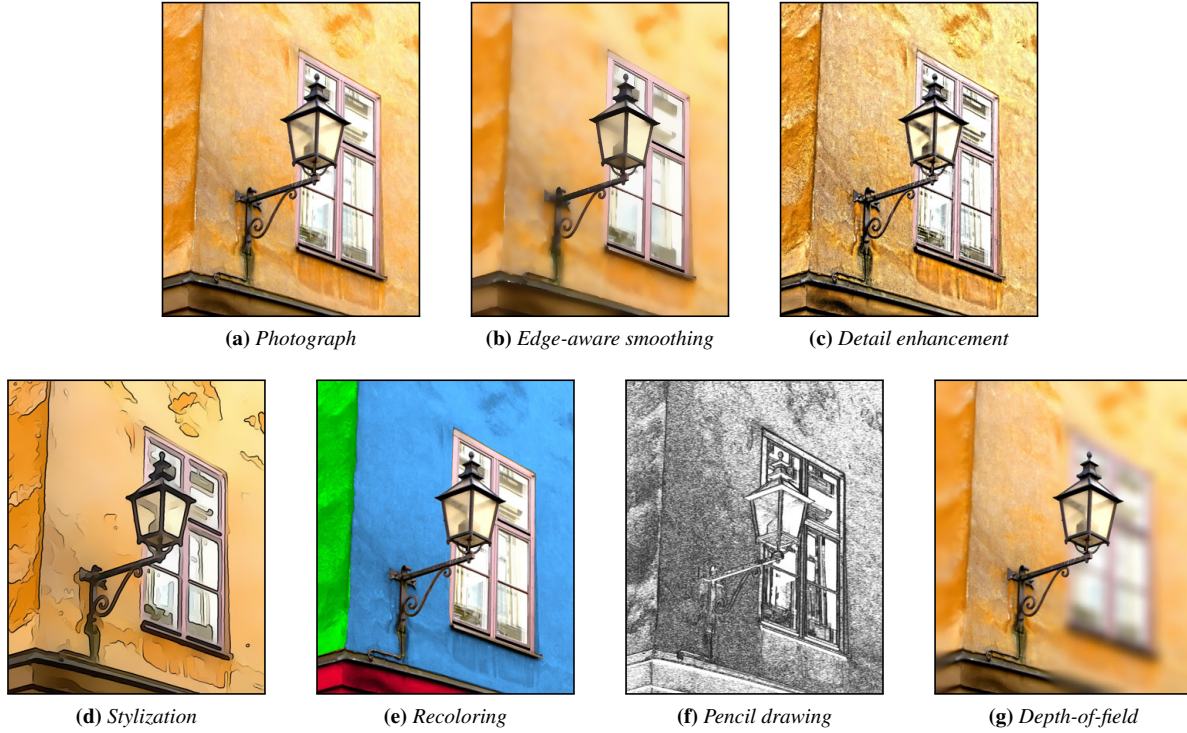 (a) Photograph
(b) Edge-aware smoothing
(c) Detail enhancement
(d) Stylization
(e) Recoloring
(f) Pencil drawing
(g) Depth-of-field